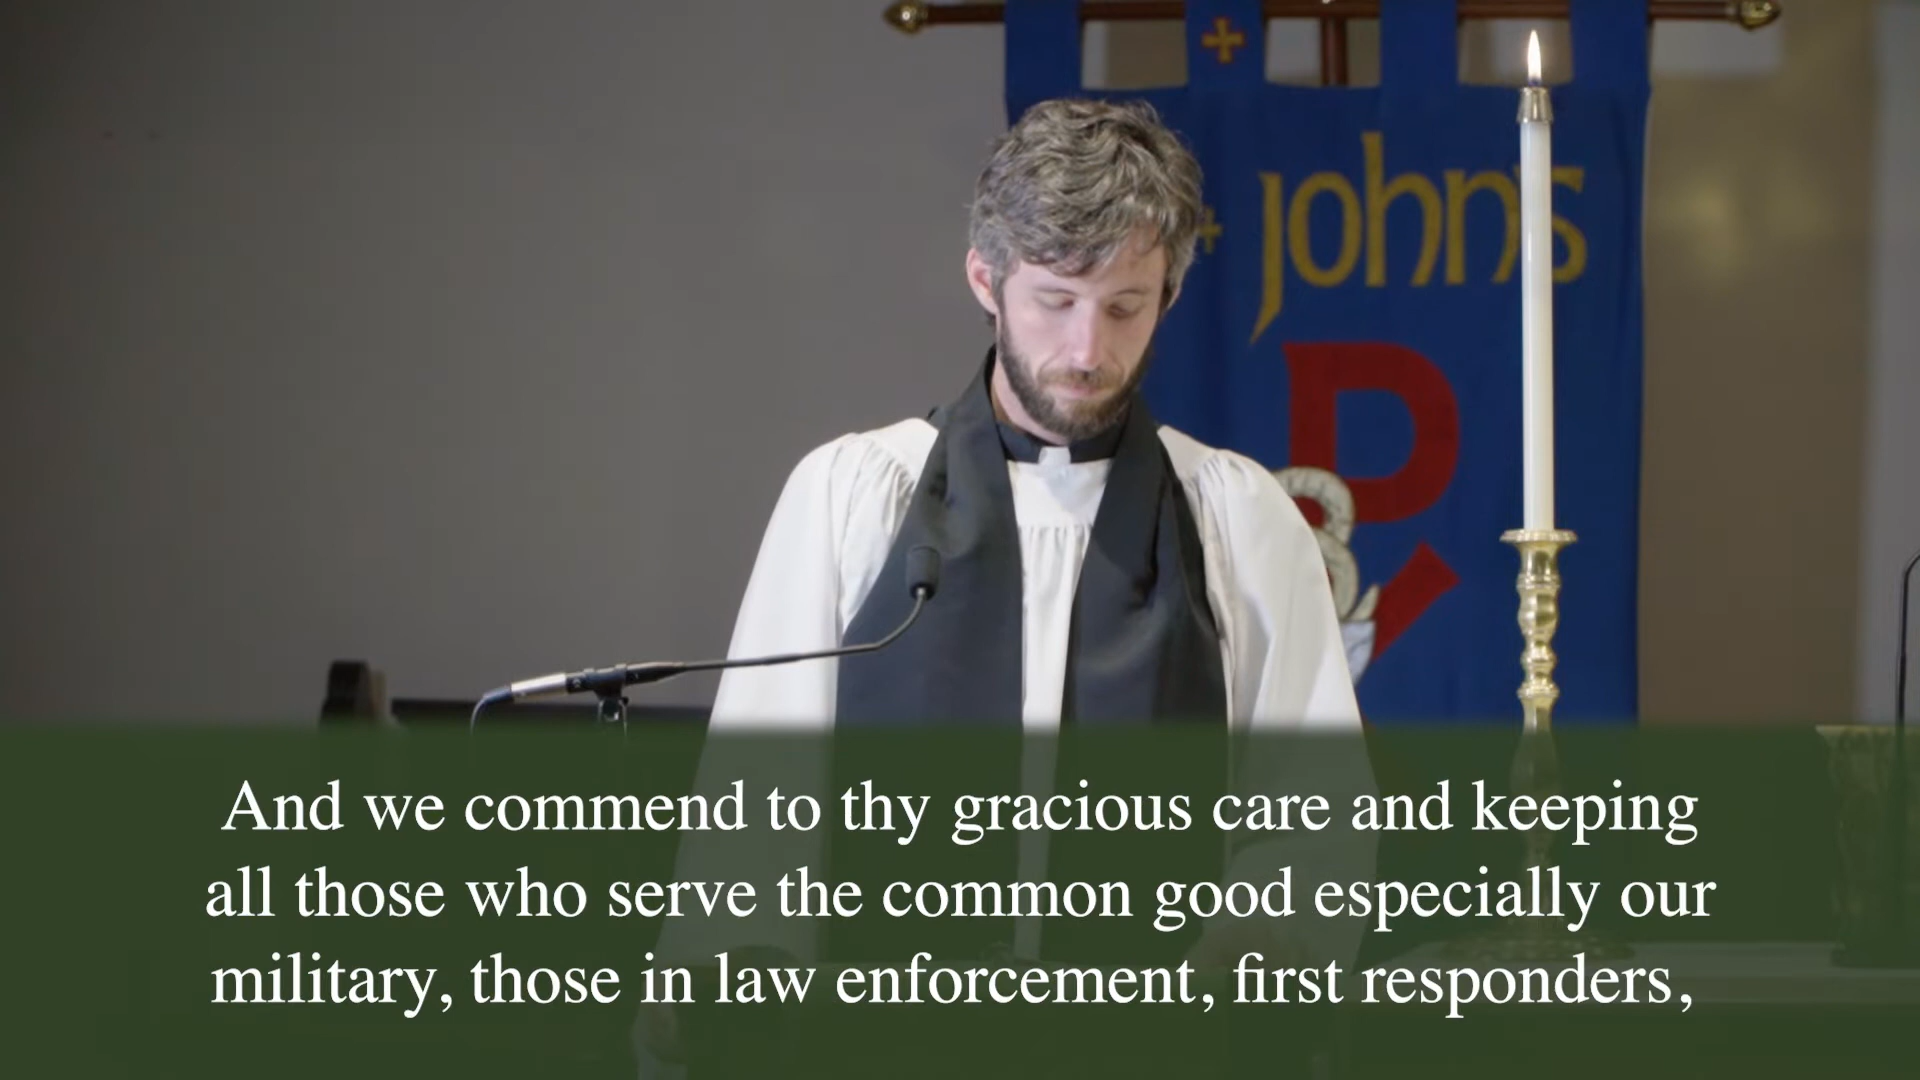 John's
And we commend to thy gracious care and keeping
all those who serve the common good especially our
military, those in law enforcement, first responders,